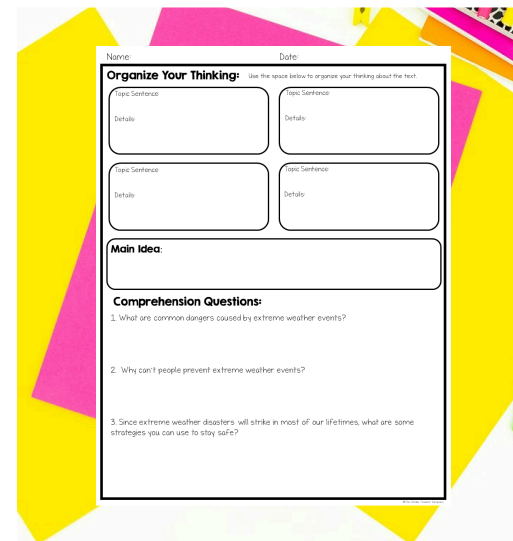 Name: Date:
Organize Your Thinking: Use the space below to organize your thinking about the text.
Topic Sentence
Details:
Topic Sentence
Details:
Topic Sentence
Details:
Topic Sentence
Details:
Main Idea:
Comprehension Questions:
1. What are common dangers caused by extreme weather events?
2. Why can't people prevent extreme weather events?
3. Since extreme weather disasters will strike in most of our lifetimes, what are some
strategies you can use to stay safe?